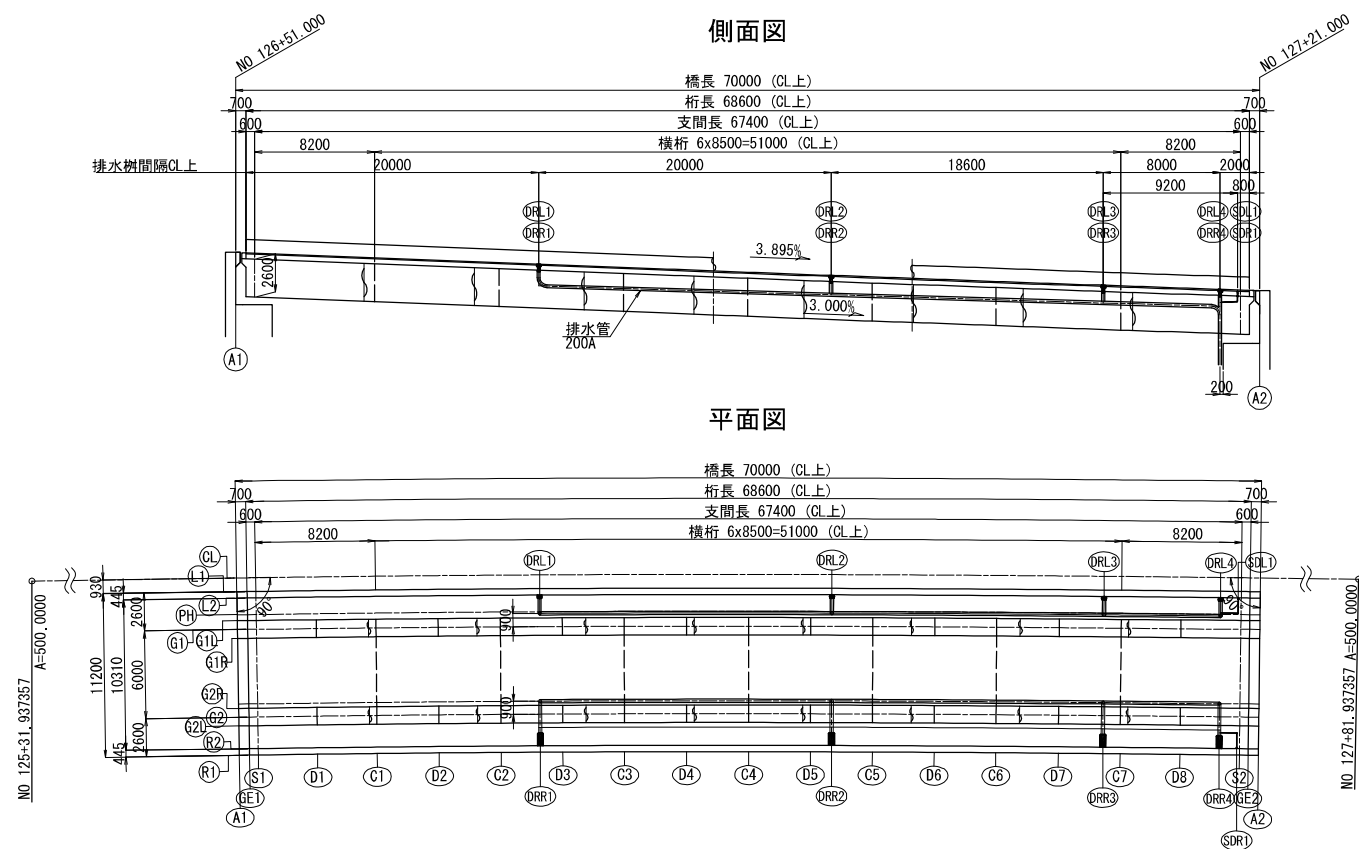 側面図
NO 126+51.000
NO 127+21.000
橋長 70000 (CL上)
700
桁長 68600 (CL上)
700
600
支間長 67400 (CL上)
600
8200
横桁 6x8500=51000 (CL上)
8200
排水桝間隔CL上
20000
20000
18600
8000
2000
9200
800
DRL1
DRL2
DRL3
DRL4
SDL1
DRR1
DRR2
DRR3
DRR4
SDR1
3.895%
2600
3.000%
排水管
200A
A1
200
A2
平面図
橋長 70000 (CL上)
700
桁長 68600 (CL上)
700
600
支間長 67400 (CL上)
600
8200
横桁 6x8500=51000 (CL上)
8200
CL
DRL1
DRL2
DRL3
DRL4
SDL1
L1
930
445
L2
90°
90°
PH
2600
900
G1
G1L
G1R
11200
10310
6000
G2R
900
G2
G2L
2600
R2
445
R1
S1
D1
C1
D2
C2
D3
C3
D4
C4
D5
C5
D6
C6
D7
C7
D8
S2
GE1
DRR1
DRR2
DRR3
DRR4
GE2
A1
A2
SDR1
NO 125+31.937357
A=500.0000
NO 127+81.937357 A=500.0000